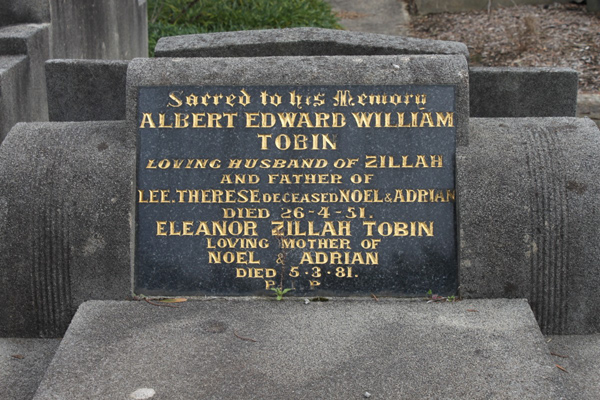 Sacred to his Memory
ALBERT EDWARD WILLIAM
TOBIN
LOVING HUSBAND OF ZILLAH
AND FATHER OF
LEE. THERESE DECEASED NOEL & ADRIAN
DIED 26-4-51.
ELEANOR ZILLAH TOBIN
LOVING MOTHER OF
NOEL & ADRIAN
DIED 5·3·81.